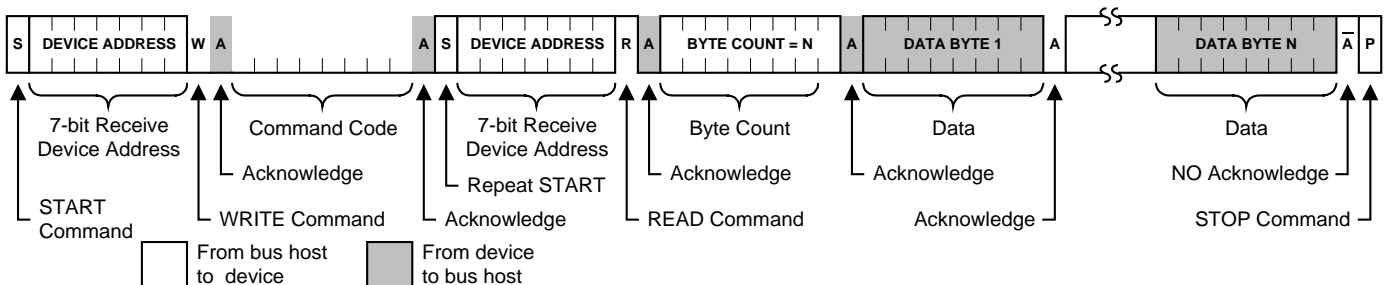 S DEVICE ADDRESS W A A S DEVICE ADDRESS R A BYTE COUNT = N A DATA BYTE 1 A DATA BYTE N A̅ P
7-bit Receive
Device Address
Command Code
7-bit Receive
Device Address
Byte Count
Data
Data
Acknowledge
Repeat START
Acknowledge
Acknowledge
NO Acknowledge
START
Command
WRITE Command
Acknowledge
READ Command
Acknowledge
STOP Command
From bus host
to device
From device
to bus host